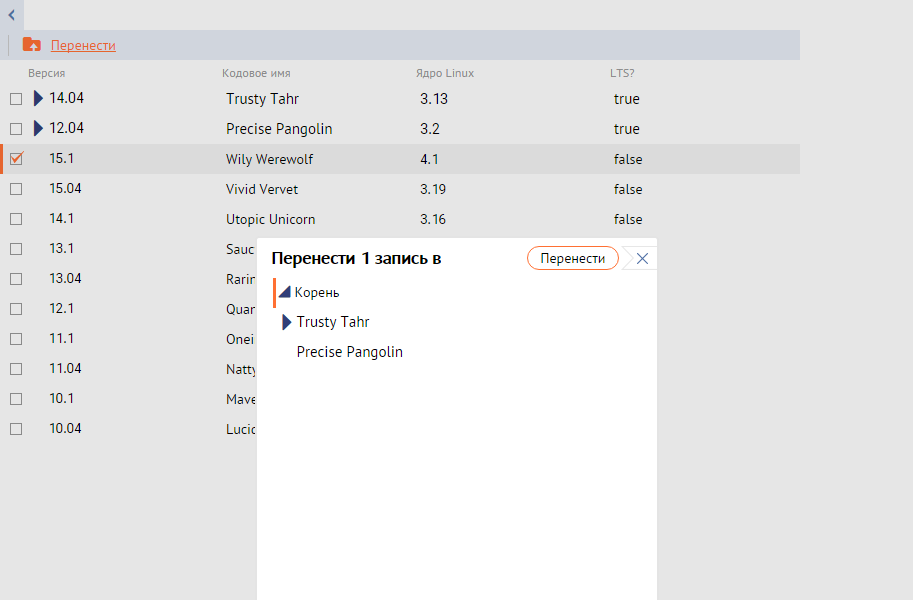 Перенести
Версия Кодовое имя Ядро Linux LTS?
14.04 Trusty Tahr 3.13 true
12.04 Precise Pangolin 3.2 true
15.1 Wily Werewolf 4.1 false
15.04 Vivid Vervet 3.19 false
14.1 Utopic Unicorn 3.16 false
13.1 Sauc
13.04 Rarin
12.1 Quan
11.1 Onei
11.04 Natty
10.1 Mave
10.04 Lucid
Перенести 1 запись в Перенести
Корень
Trusty Tahr
Precise Pangolin